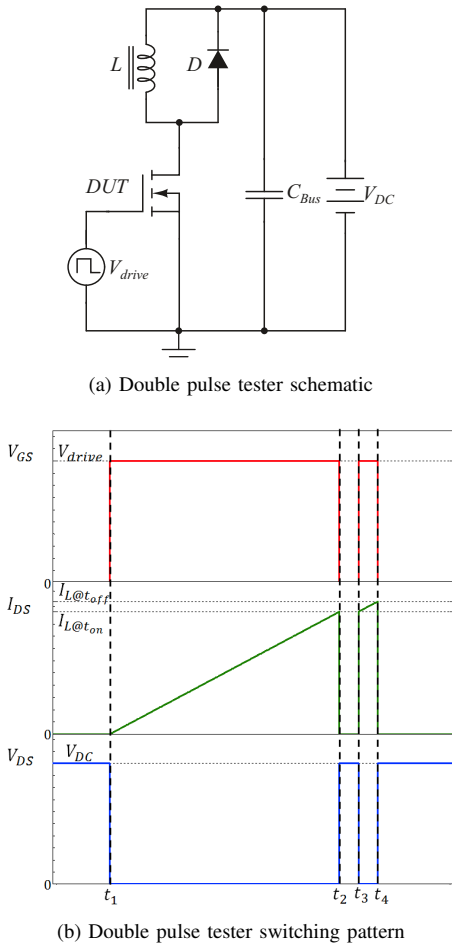 L
D
DUT
C_Bus
V_DC
V_drive
(a) Double pulse tester schematic
V_GS
V_drive
0
I_L@t_off
I_DS
I_L@t_on
0
V_DS
V_DC
0
t_1
t_2
t_3
t_4
(b) Double pulse tester switching pattern